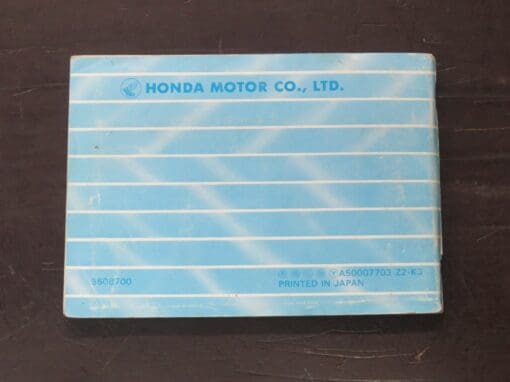 HONDA MOTOR CO., LTD.
3608700
A50007703 Z2-K3
PRINTED IN JAPAN